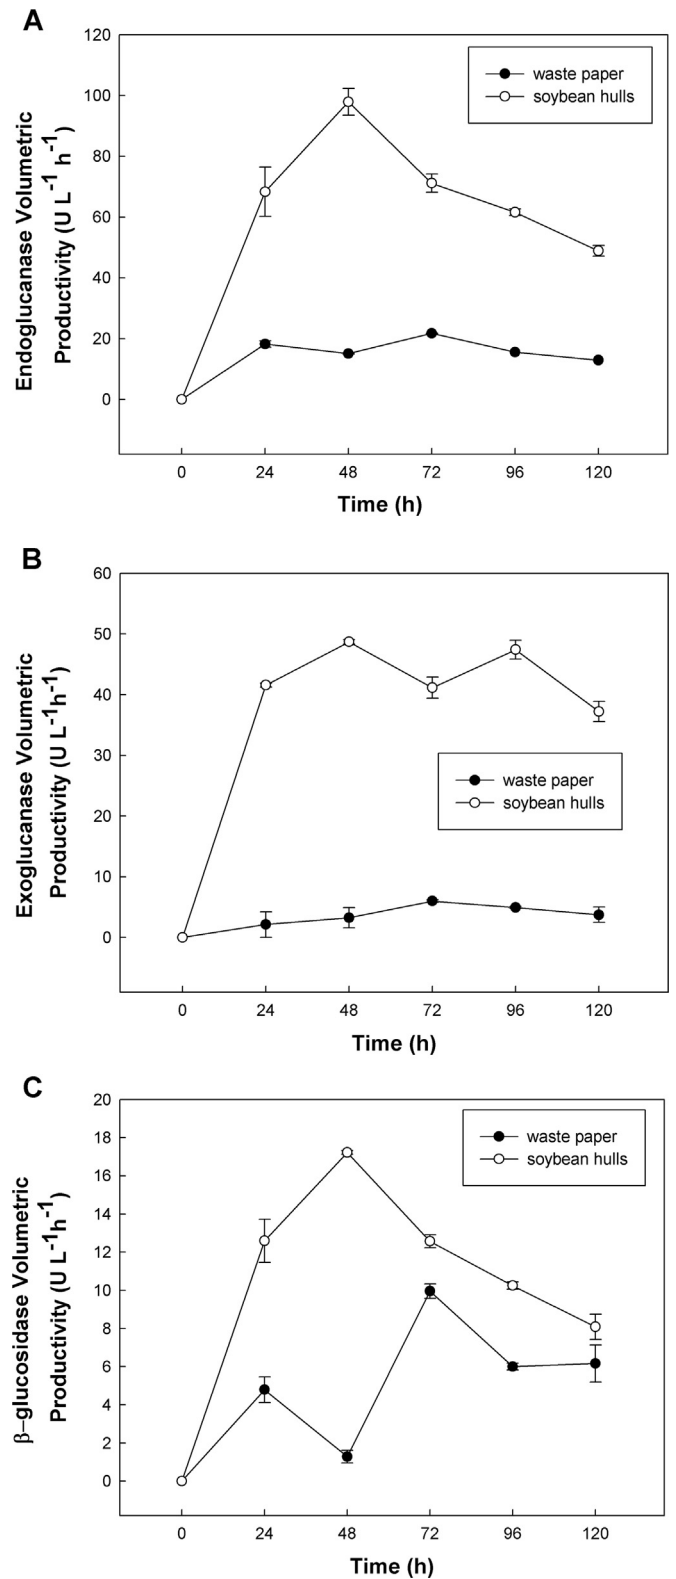 A
Endoglucanase Volumetric
Productivity (U L⁻¹ h⁻¹)
120
100
80
60
40
20
0
waste paper
soybean hulls
0 24 48 72 96 120
Time (h)
B
Exoglucanase Volumetric
Productivity (U L⁻¹h⁻¹)
60
50
40
30
20
10
0
waste paper
soybean hulls
0 24 48 72 96 120
Time (h)
C
β–glucosidase Volumetric
Productivity (U L⁻¹h⁻¹)
20
18
16
14
12
10
8
6
4
2
0
waste paper
soybean hulls
0 24 48 72 96 120
Time (h)